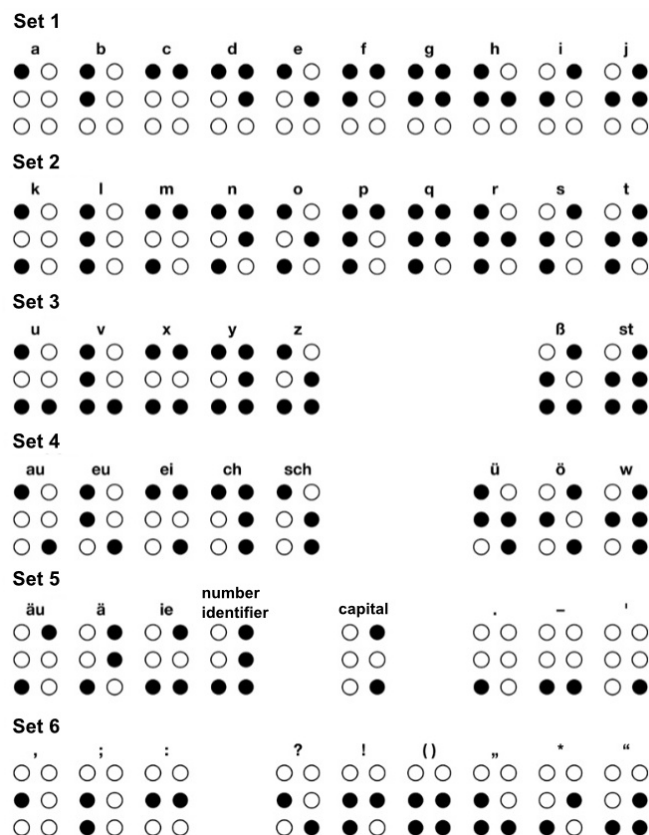 Set 1
a b c d e f g h i j
Set 2
k l m n o p q r s t
Set 3
u v x y z ß st
Set 4
au eu ei ch sch ü ö w
Set 5
äu ä ie number identifier capital . – '
Set 6
, ; : ? ! ( ) „ * “